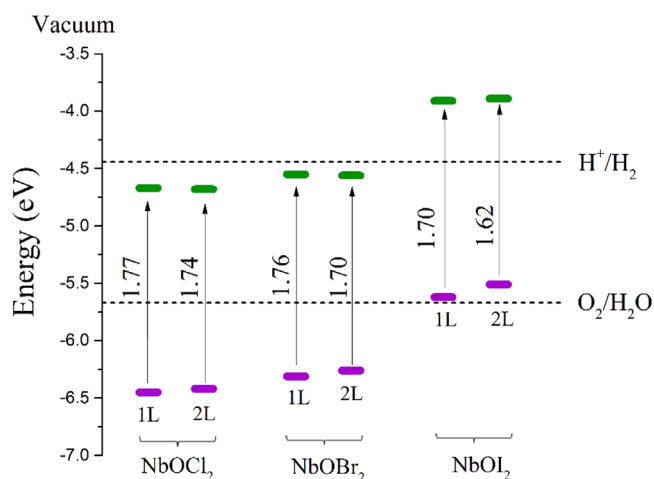 Vacuum
-3.5
-4.0
-4.5
-5.0
-5.5
-6.0
-6.5
-7.0
Energy (eV)
H⁺/H₂
O₂/H₂O
1.77
1.74
1.76
1.70
1.70
1.62
1L
2L
1L
2L
1L
2L
NbOCl₂
NbOBr₂
NbOI₂